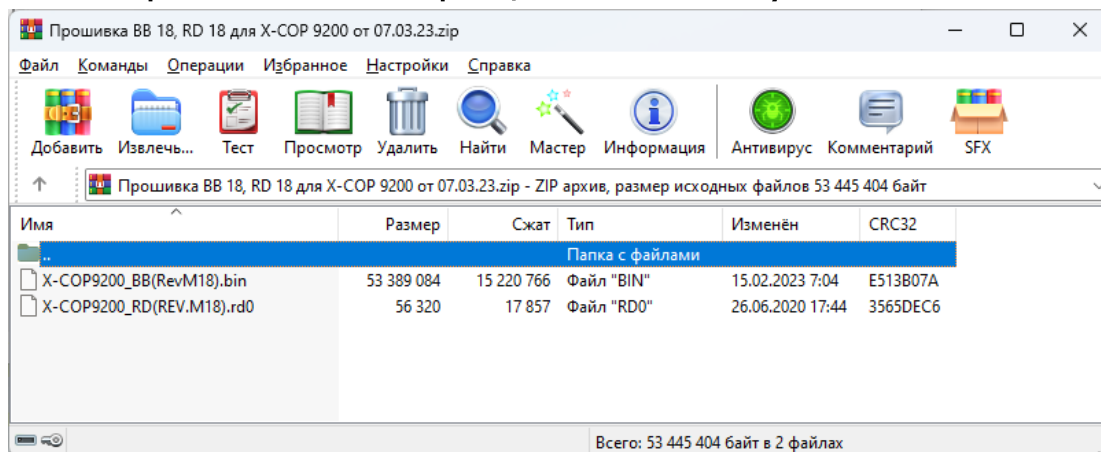 Прошивка BB 18, RD 18 для X-COP 9200 от 07.03.23.zip
Файл Команды Операции Избранное Настройки Справка
Добавить Извлечь... Тест Просмотр Удалить Найти Мастер Информация Антивирус Комментарий SFX
Прошивка BB 18, RD 18 для X-COP 9200 от 07.03.23.zip - ZIP архив, размер исходных файлов 53 445 404 байт
Имя Размер Сжат Тип Изменён CRC32
.. Папка с файлами
X-COP9200_BB(RevM18).bin 53 389 084 15 220 766 Файл "BIN" 15.02.2023 7:04 E513B07A
X-COP9200_RD(REV.M18).rd0 56 320 17 857 Файл "RD0" 26.06.2020 17:44 3565DEC6
Всего: 53 445 404 байт в 2 файлах